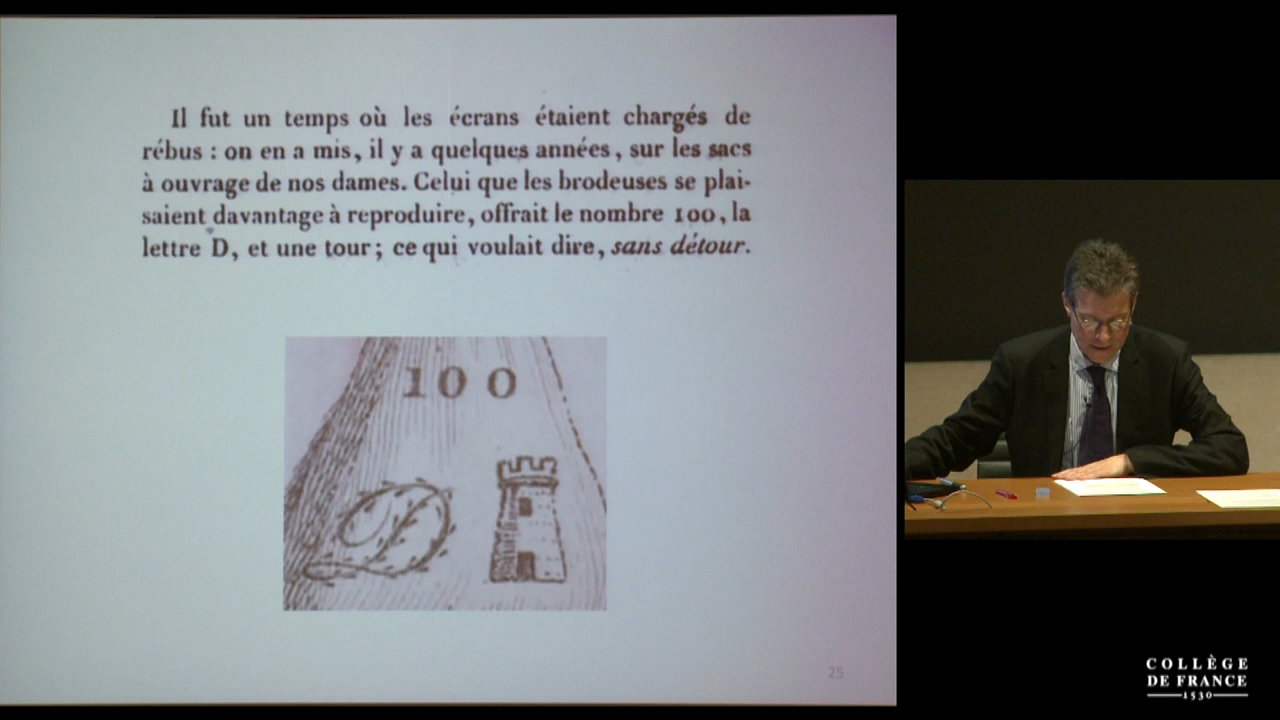 Il fut un temps où les écrans étaient chargés de
rébus : on en a mis, il y a quelques années, sur les sacs
à ouvrage de nos dames. Celui que les brodeuses se plai-
saient davantage à reproduire, offrait le nombre 100, la
lettre D, et une tour ; ce qui voulait dire, sans détour.
100
25
COLLÈGE
DE FRANCE
1530